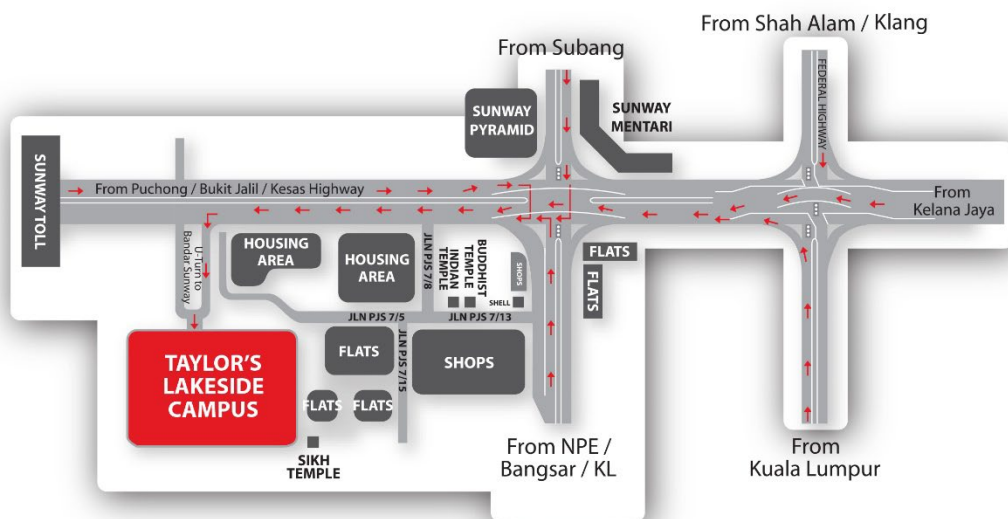 From Shah Alam / Klang
From Subang
FEDERAL HIGHWAY
SUNWAY
PYRAMID
SUNWAY
MENTARI
SUNWAY TOLL
From Puchong / Bukit Jalil / Kesas Highway
From
Kelana Jaya
U-Turn to
Bandar Sunway
HOUSING
AREA
HOUSING
AREA
JLN PJS 7/8
INDIAN
TEMPLE
BUDDHIST
TEMPLE
SHOPS
SHELL
FLATS
FLATS
JLN PJS 7/5
JLN PJS 7/13
TAYLOR'S
LAKESIDE
CAMPUS
FLATS
JLN PJS 7/15
SHOPS
FLATS
FLATS
SIKH
TEMPLE
From NPE /
Bangsar / KL
From
Kuala Lumpur